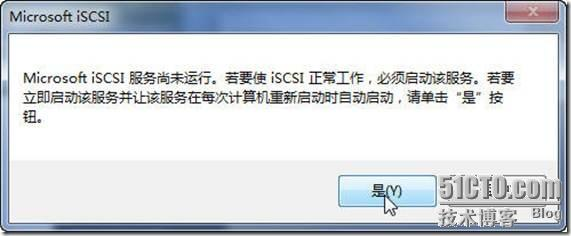 Microsoft iSCSI
Microsoft iSCSI 服务尚未运行。若要使 iSCSI 正常工作，必须启动该服务。若要
立即启动该服务并让该服务在每次计算机重新启动时自动启动，请单击“是”按
钮。
是(Y)
51CTO.com
技术博客 Blog